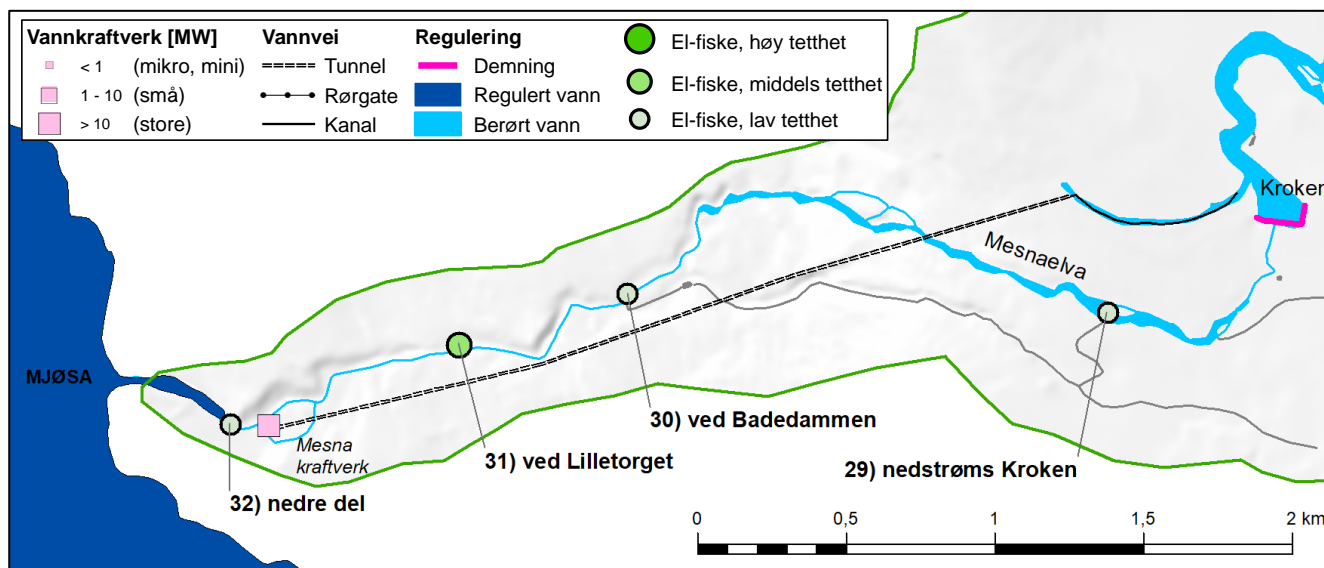 Vannkraftverk [MW]
< 1 (mikro, mini)
1 - 10 (små)
> 10 (store)
Vannvei
Tunnel
Rørgate
Kanal
Regulering
Demning
Regulert vann
Berørt vann
El-fiske, høy tetthet
El-fiske, middels tetthet
El-fiske, lav tetthet
Kroken
Mesnaelva
MJØSA
30) ved Badedammen
Mesna
kraftverk
31) ved Lilletorget
29) nedstrøms Kroken
32) nedre del
0 0,5 1 1,5 2 km